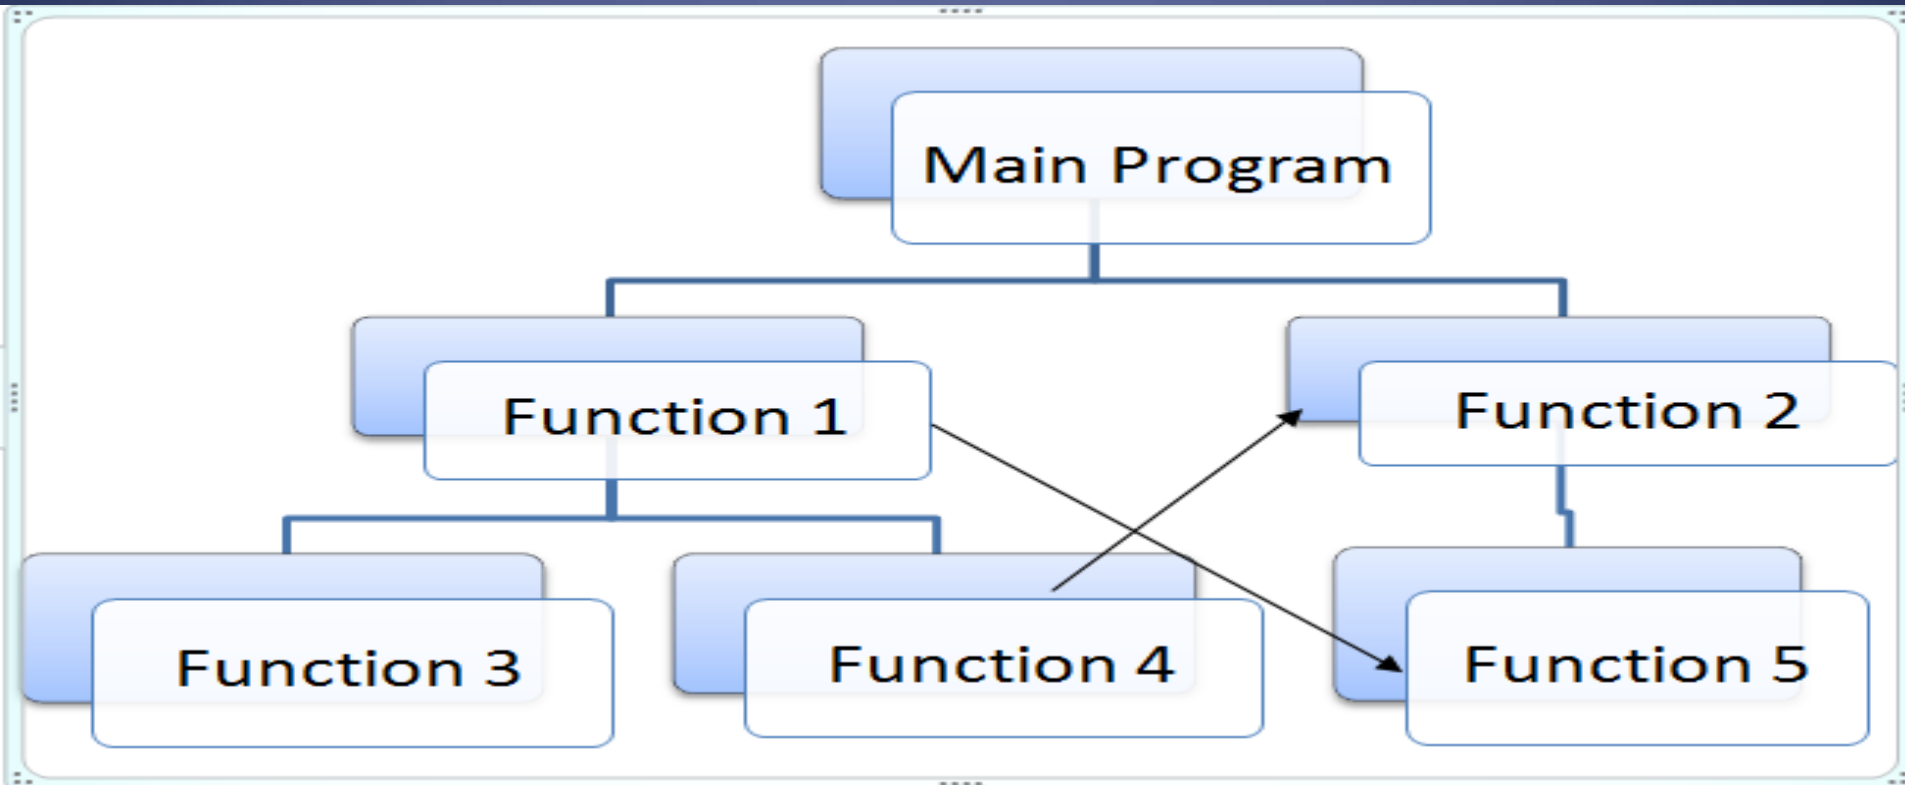 Main Program
Function 1
Function 2
Function 3
Function 4
Function 5